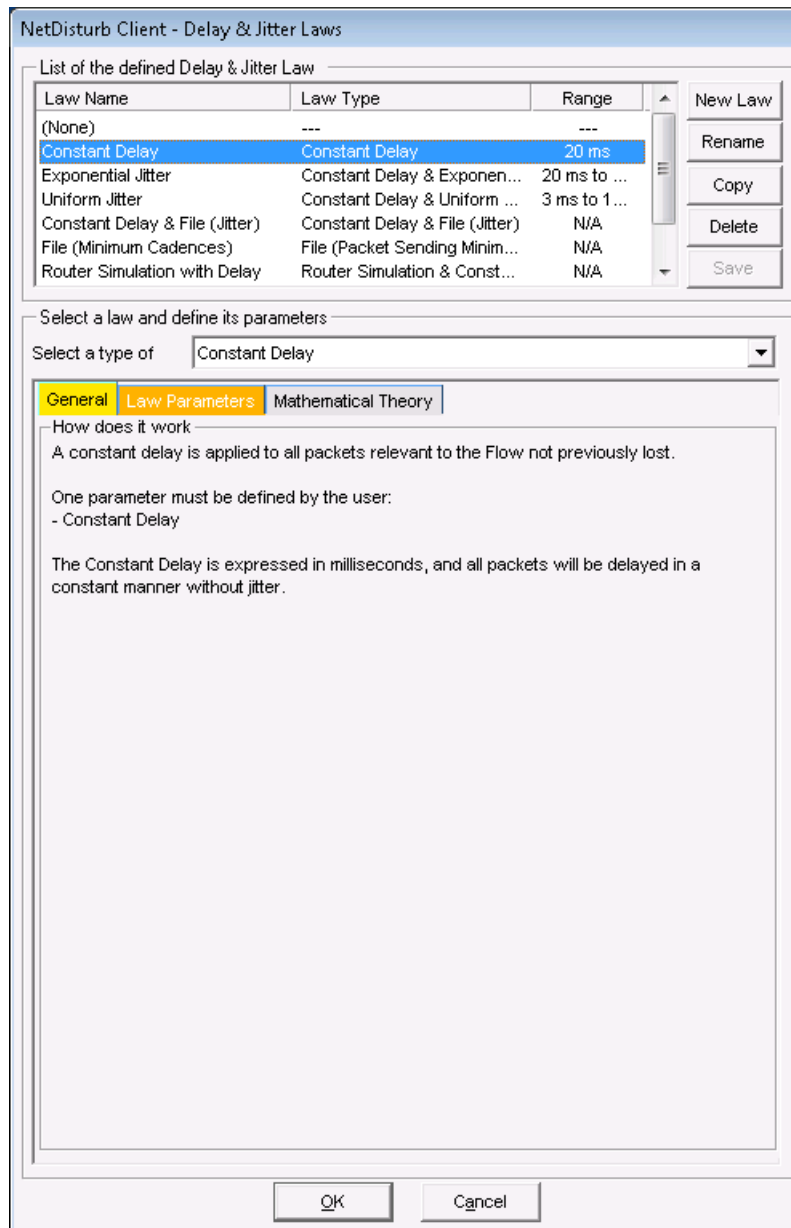 NetDisturb Client - Delay & Jitter Laws
List of the defined Delay & Jitter Law
Law Name Law Type Range
(None) --- ---
Constant Delay Constant Delay 20 ms
Exponential Jitter Constant Delay & Exponen... 20 ms to ...
Uniform Jitter Constant Delay & Uniform ... 3 ms to 1...
Constant Delay & File (Jitter) Constant Delay & File (Jitter) N/A
File (Minimum Cadences) File (Packet Sending Minim... N/A
Router Simulation with Delay Router Simulation & Const... N/A
New Law
Rename
Copy
Delete
Save
Select a law and define its parameters
Select a type of Constant Delay
General Law Parameters Mathematical Theory
How does it work
A constant delay is applied to all packets relevant to the Flow not previously lost.
One parameter must be defined by the user:
- Constant Delay
The Constant Delay is expressed in milliseconds, and all packets will be delayed in a
constant manner without jitter.
OK Cancel